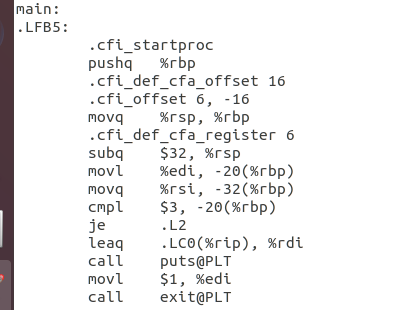 main:
.LFB5:
.cfi_startproc
pushq %rbp
.cfi_def_cfa_offset 16
.cfi_offset 6, -16
movq %rsp, %rbp
.cfi_def_cfa_register 6
subq $32, %rsp
movl %edi, -20(%rbp)
movq %rsi, -32(%rbp)
cmpl $3, -20(%rbp)
je .L2
leaq .LC0(%rip), %rdi
call puts@PLT
movl $1, %edi
call exit@PLT